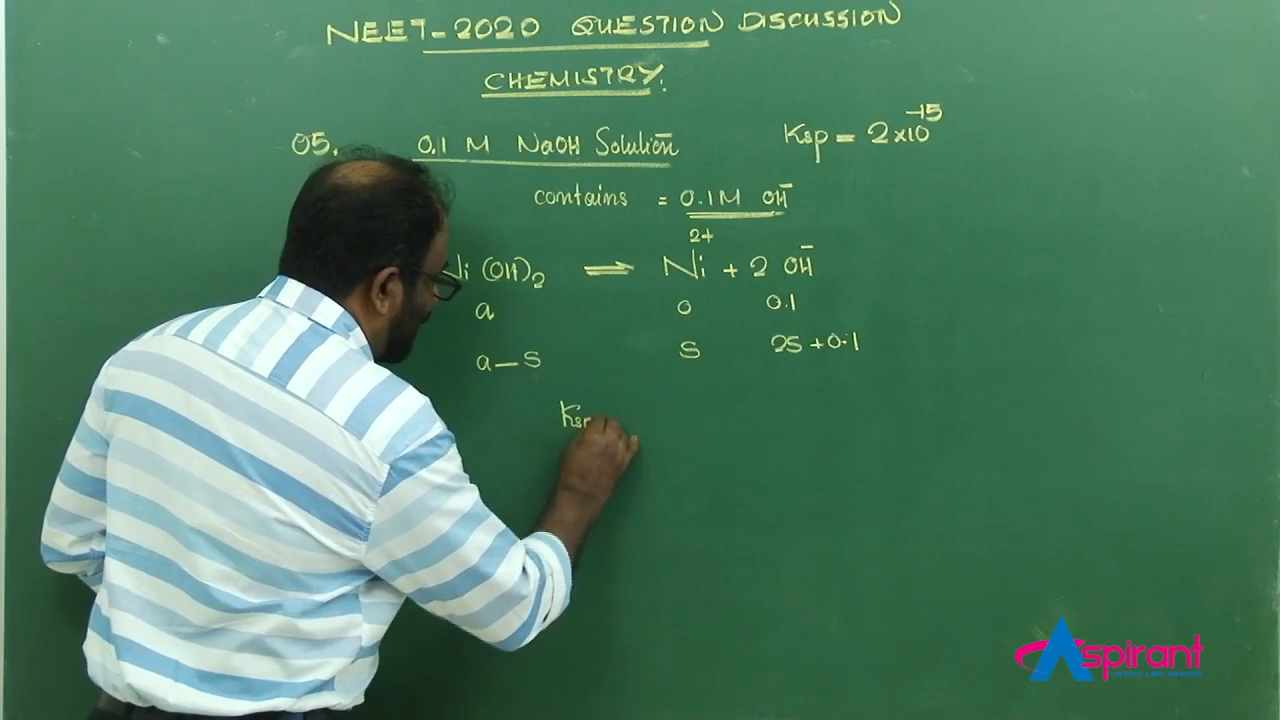 NEET-2020 QUESTION DISCUSSION
CHEMISTRY.
05. 0.1 M NaOH Solution Ksp = 2×10⁻¹⁵
contains = 0.1M OH⁻
(OH)₂ ⇌ Ni²⁺ + 2 OH⁻
a 0 0.1
a — S S 2S + 0.1
Ksp
Aspirant